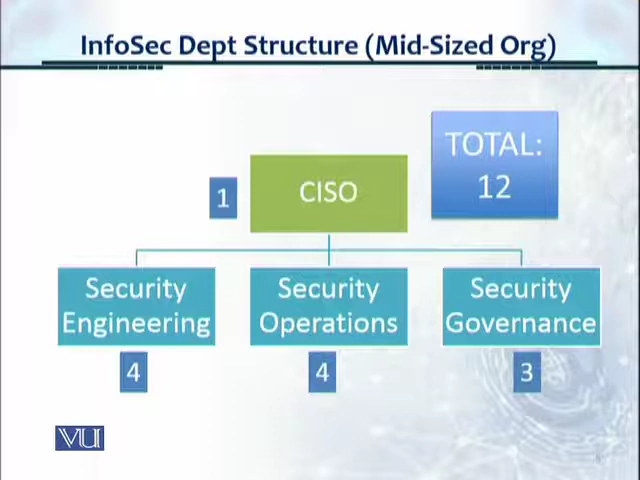 InfoSec Dept Structure (Mid-Sized Org)
TOTAL:
12
1
CISO
Security
Engineering
Security
Operations
Security
Governance
4
4
3
VU